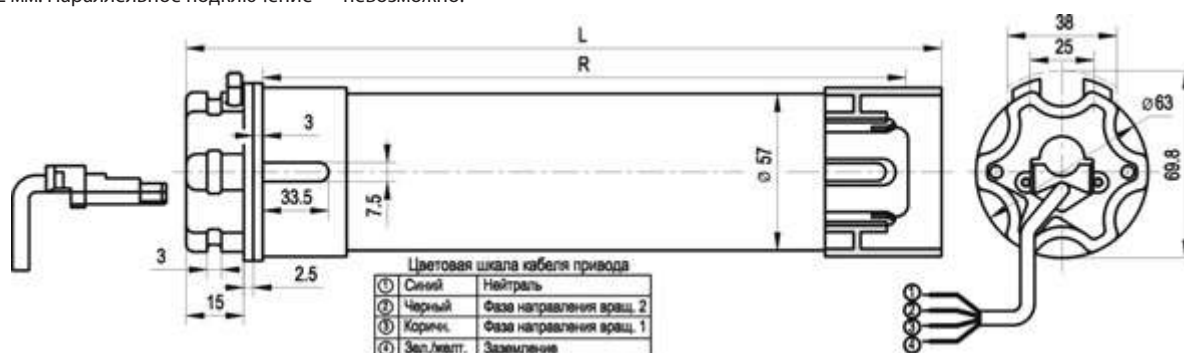 L
38
R
25
3
Ø63
Ø 57
69.8
33.5
7.5
3
2.5
15
Цветовая шкала кабеля привода
① Синий Нейтраль
② Черный Фаза направления вращ. 2
③ Коричн. Фаза направления вращ. 1
④ Зел./желт. Заземление
①
②
③
④